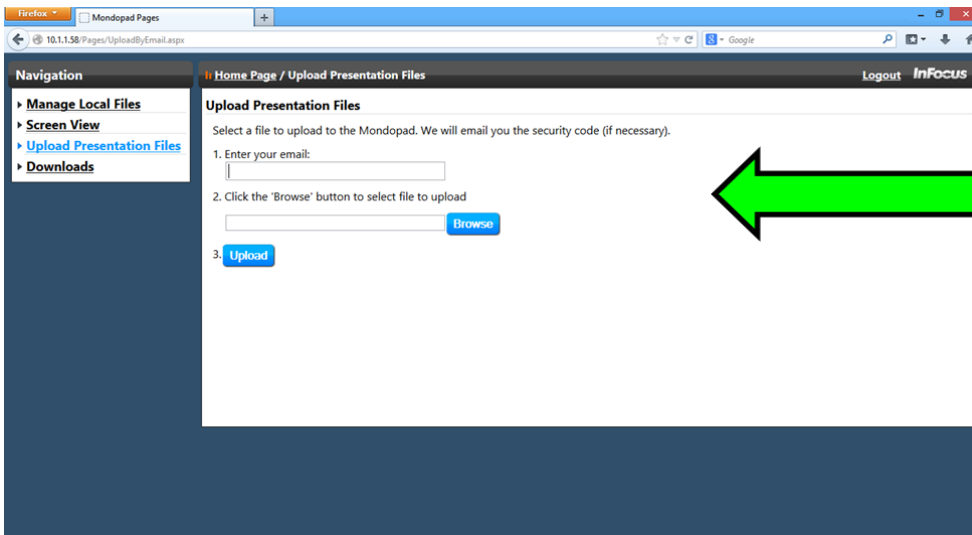 Firefox
Mondopad Pages
10.1.1.58/Pages/UploadByEmail.aspx
Google
Navigation
Home Page / Upload Presentation Files
Logout
InFocus
Manage Local Files
Screen View
Upload Presentation Files
Downloads
Upload Presentation Files
Select a file to upload to the Mondopad. We will email you the security code (if necessary).
1. Enter your email:
2. Click the 'Browse' button to select file to upload
Browse
3. Upload